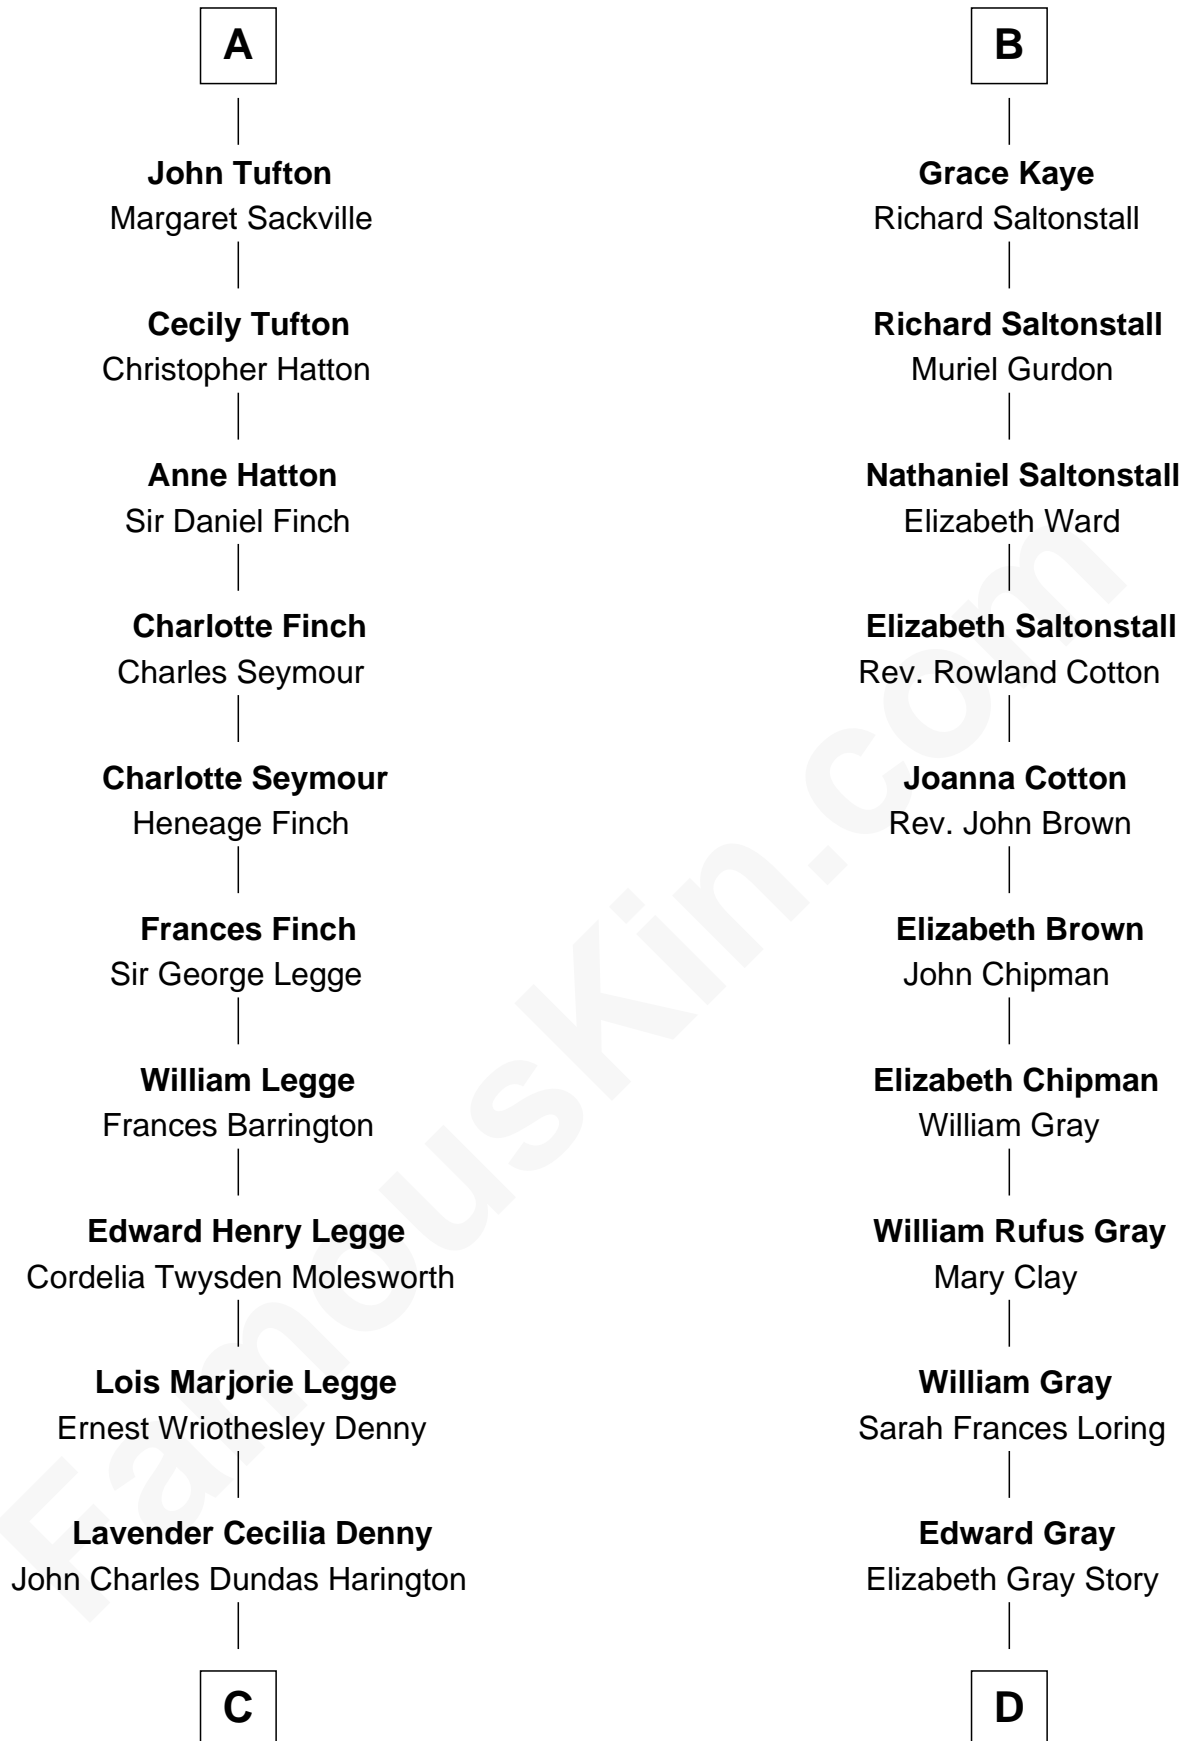 A
John Tufton
Margaret Sackville
Cecily Tufton
Christopher Hatton
Anne Hatton
Sir Daniel Finch
Charlotte Finch
Charles Seymour
Charlotte Seymour
Heneage Finch
Frances Finch
Sir George Legge
William Legge
Frances Barrington
Edward Henry Legge
Cordelia Twysden Molesworth
Lois Marjorie Legge
Ernest Wriothesley Denny
Lavender Cecilia Denny
John Charles Dundas Harington
C
B
Grace Kaye
Richard Saltonstall
Richard Saltonstall
Muriel Gurdon
Nathaniel Saltonstall
Elizabeth Ward
Elizabeth Saltonstall
Rev. Rowland Cotton
Joanna Cotton
Rev. John Brown
Elizabeth Brown
John Chipman
Elizabeth Chipman
William Gray
William Rufus Gray
Mary Clay
William Gray
Sarah Frances Loring
Edward Gray
Elizabeth Gray Story
D
FamousKin.com